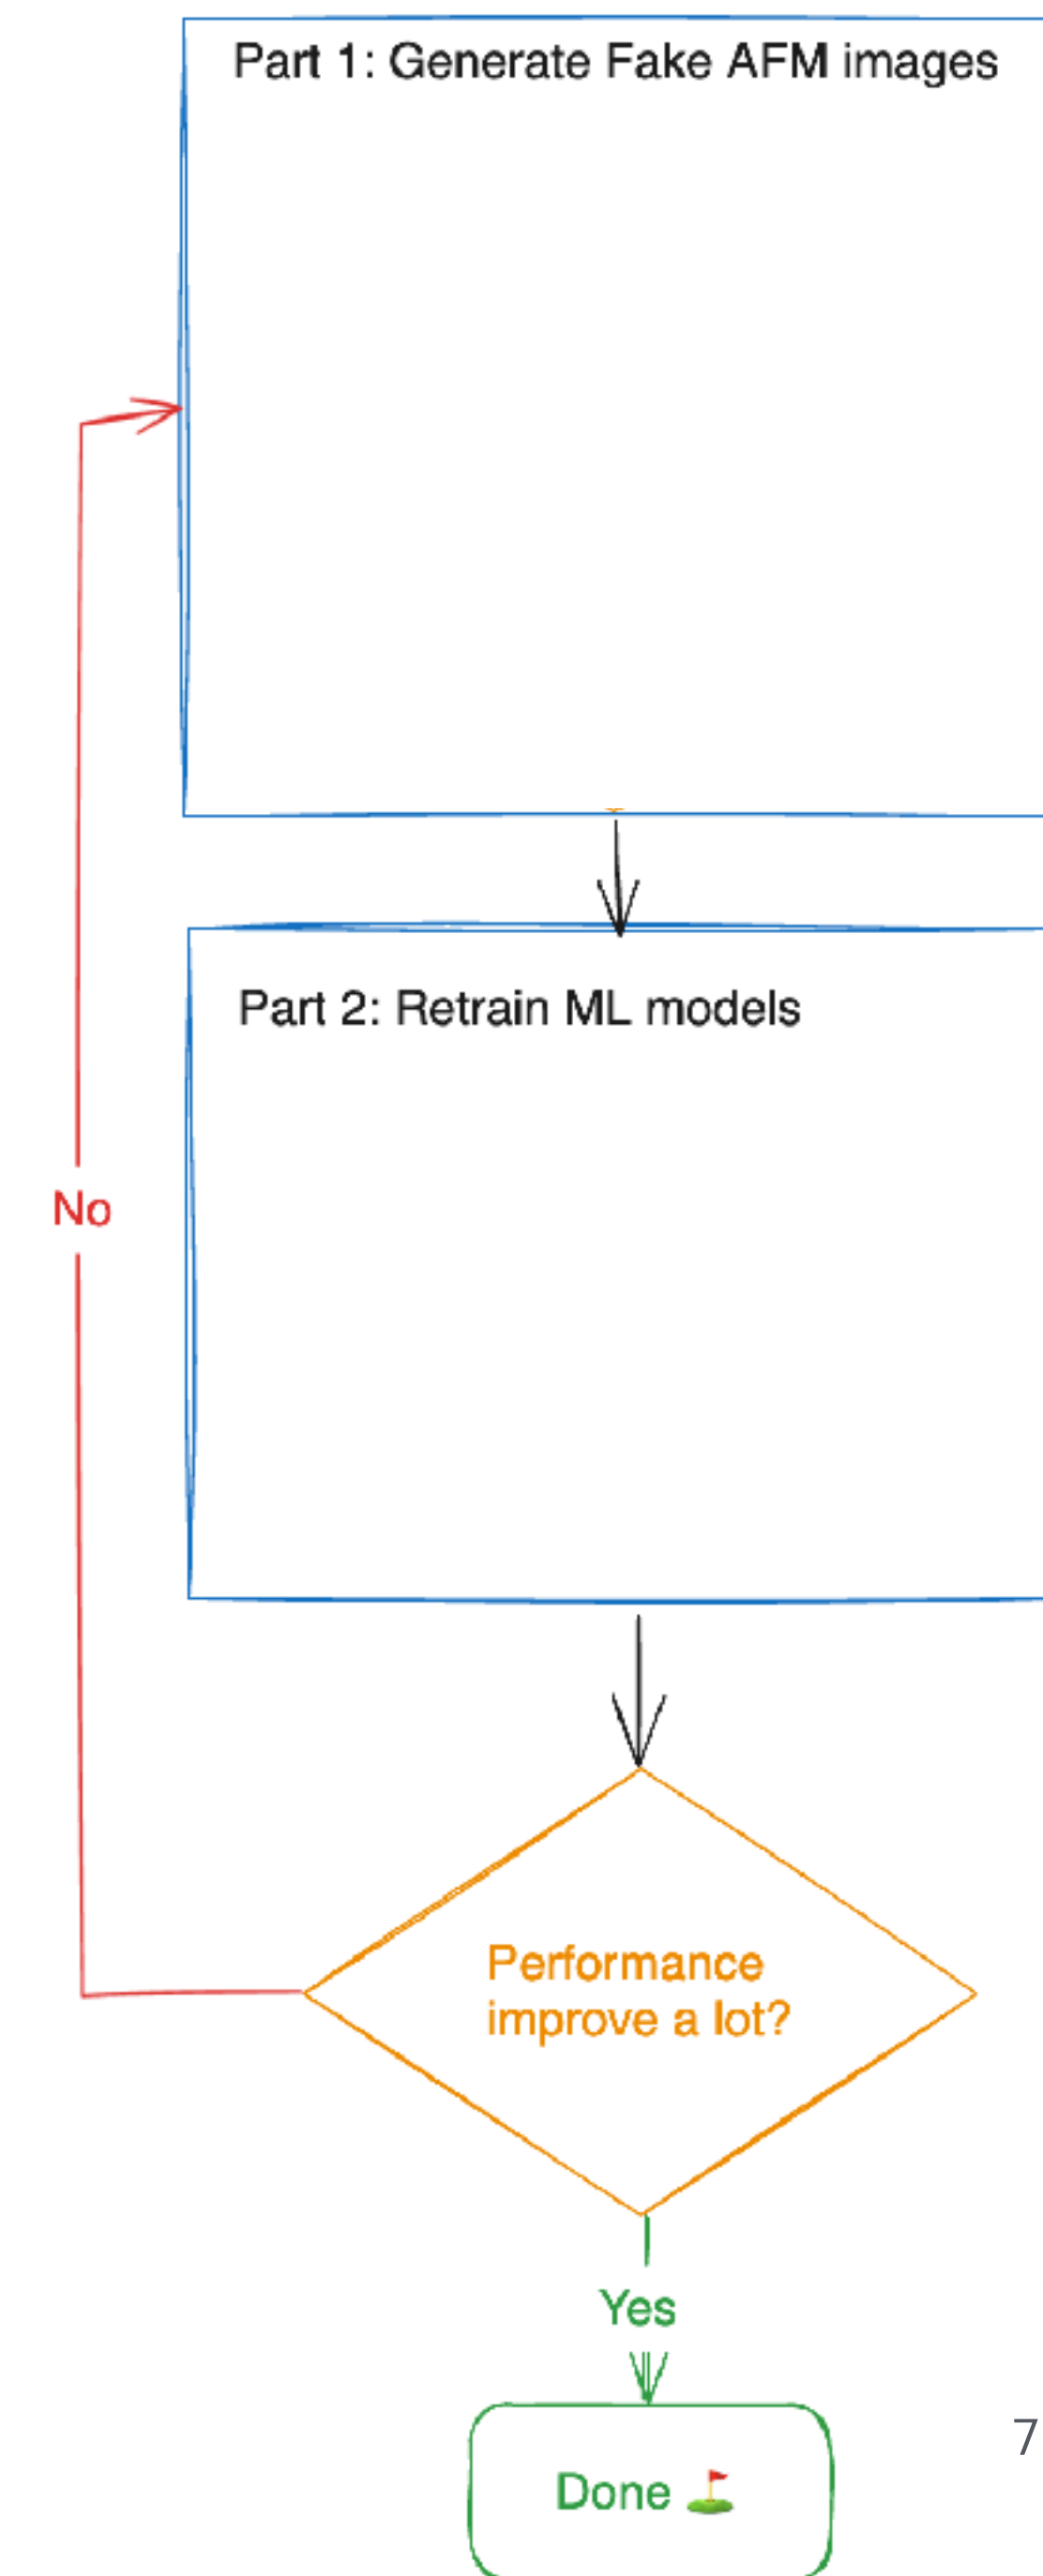 Part 1: Generate Fake AFM images
Part 2: Retrain ML models
No
Performance
improve a lot?
Yes
Done ⛳
7